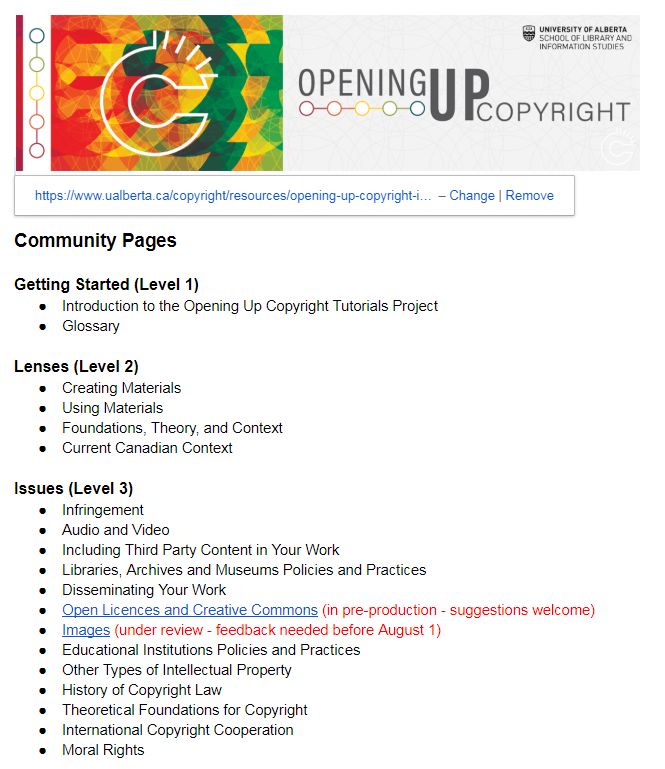 UNIVERSITY OF ALBERTA
SCHOOL OF LIBRARY AND
INFORMATION STUDIES
OPENING UP COPYRIGHT
https://www.ualberta.ca/copyright/resources/opening-up-copyright-i... – Change | Remove
Community Pages
Getting Started (Level 1)
● Introduction to the Opening Up Copyright Tutorials Project
● Glossary
Lenses (Level 2)
● Creating Materials
● Using Materials
● Foundations, Theory, and Context
● Current Canadian Context
Issues (Level 3)
● Infringement
● Audio and Video
● Including Third Party Content in Your Work
● Libraries, Archives and Museums Policies and Practices
● Disseminating Your Work
● Open Licences and Creative Commons (in pre-production - suggestions welcome)
● Images (under review - feedback needed before August 1)
● Educational Institutions Policies and Practices
● Other Types of Intellectual Property
● History of Copyright Law
● Theoretical Foundations for Copyright
● International Copyright Cooperation
● Moral Rights